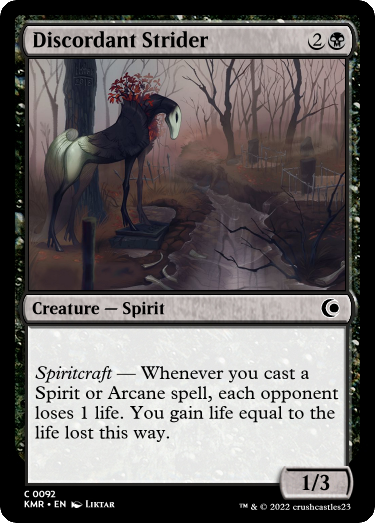 Discordant Strider 2
Creature — Spirit
Spiritcraft — Whenever you cast a
Spirit or Arcane spell, each opponent
loses 1 life. You gain life equal to the
life lost this way.
1/3
C 0092
KMR • EN LIKTAR
™ & © 2022 crushcastles23